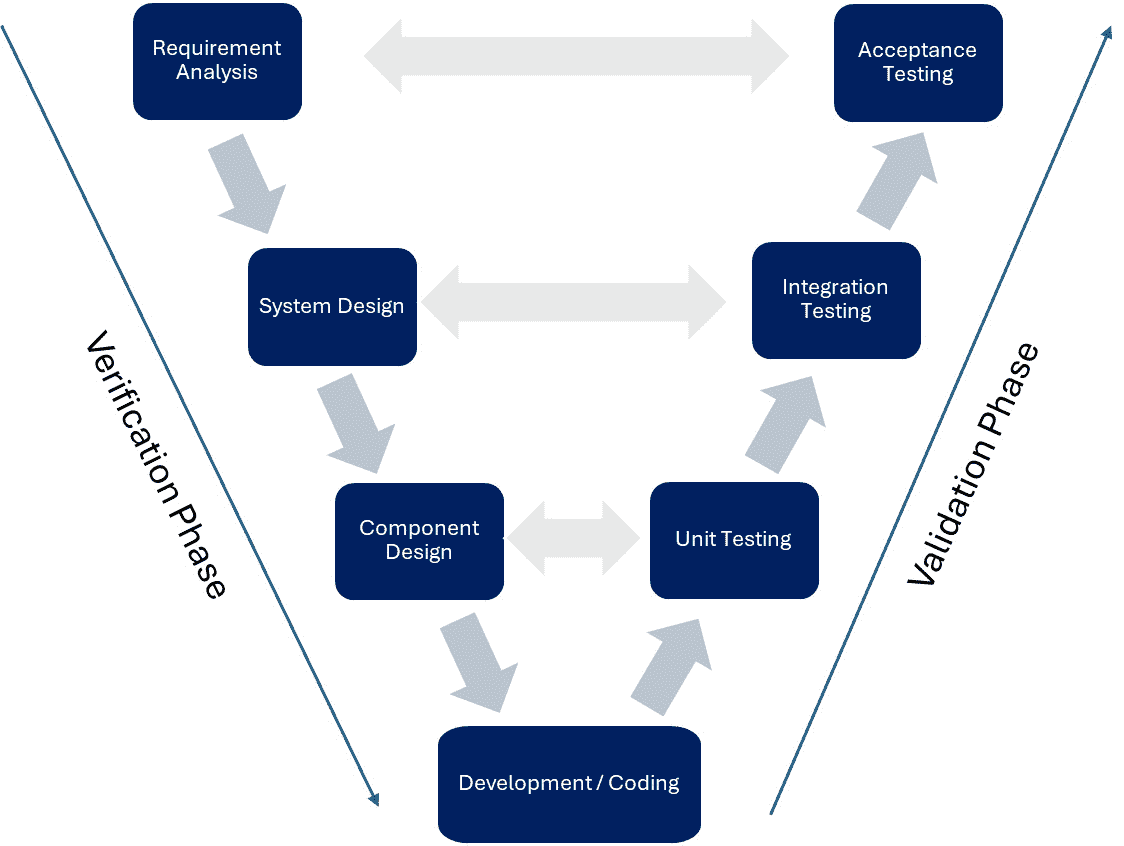 Requirement
Analysis
Acceptance
Testing
System Design
Integration
Testing
Verification Phase
Validation Phase
Component
Design
Unit Testing
Development / Coding